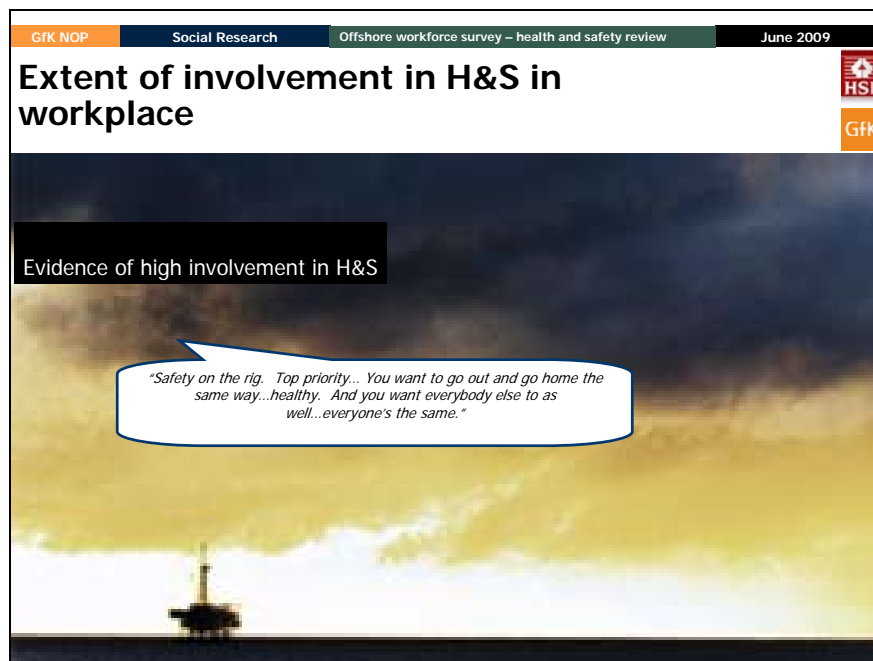 GfK NOP Social Research Offshore workforce survey – health and safety review June 2009
Extent of involvement in H&S in
workplace
HSE
GfK
Evidence of high involvement in H&S
“Safety on the rig. Top priority... You want to go out and go home the
same way...healthy. And you want everybody else to as
well...everyone’s the same.”